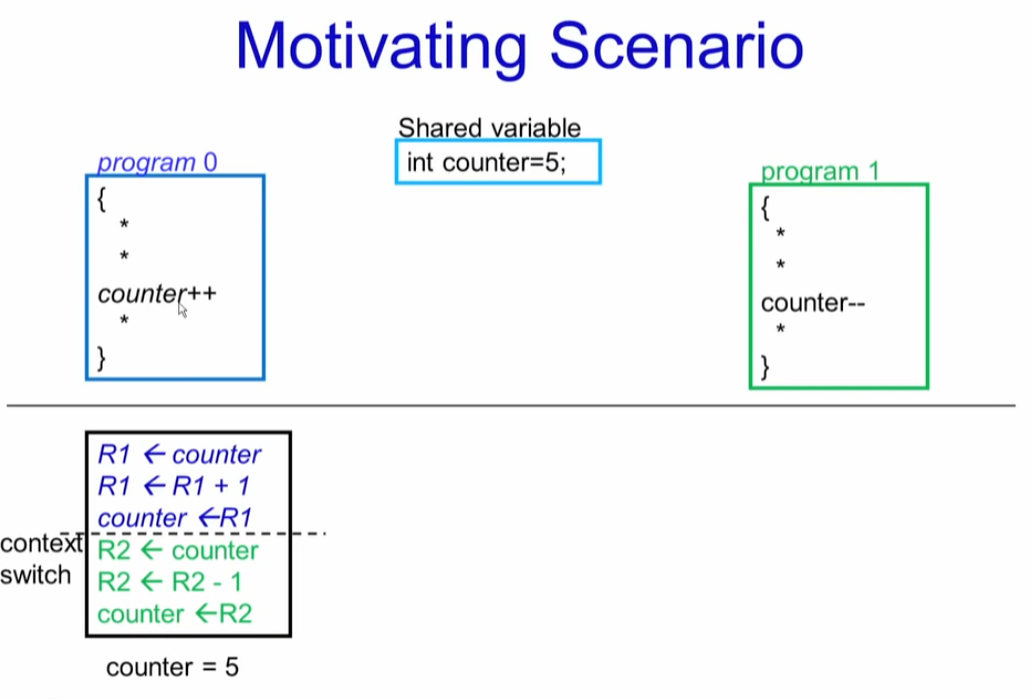 Motivating Scenario
Shared variable
int counter=5;
program 0
{
*
*
counter++
*
}
program 1
{
*
*
counter--
*
}
R1 ← counter
R1 ← R1 + 1
counter ←R1
context
switch
R2 ← counter
R2 ← R2 - 1
counter ←R2
counter = 5